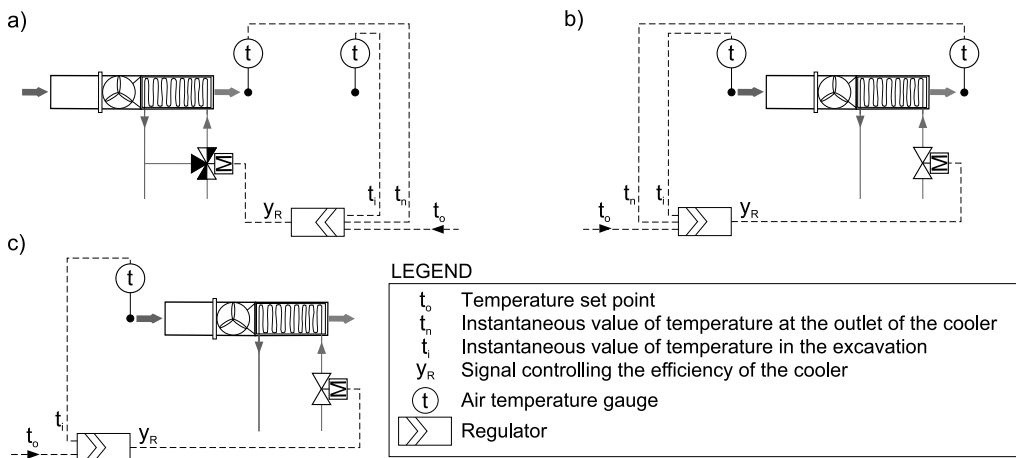 a)
t
t
M
t_i
t_n
y_R
t_o
b)
t
t
M
t_n
t_i
t_o
y_R
c)
t
M
t_i
t_o
y_R
LEGEND
t_o Temperature set point
t_n Instantaneous value of temperature at the outlet of the cooler
t_i Instantaneous value of temperature in the excavation
y_R Signal controlling the efficiency of the cooler
t Air temperature gauge
Regulator